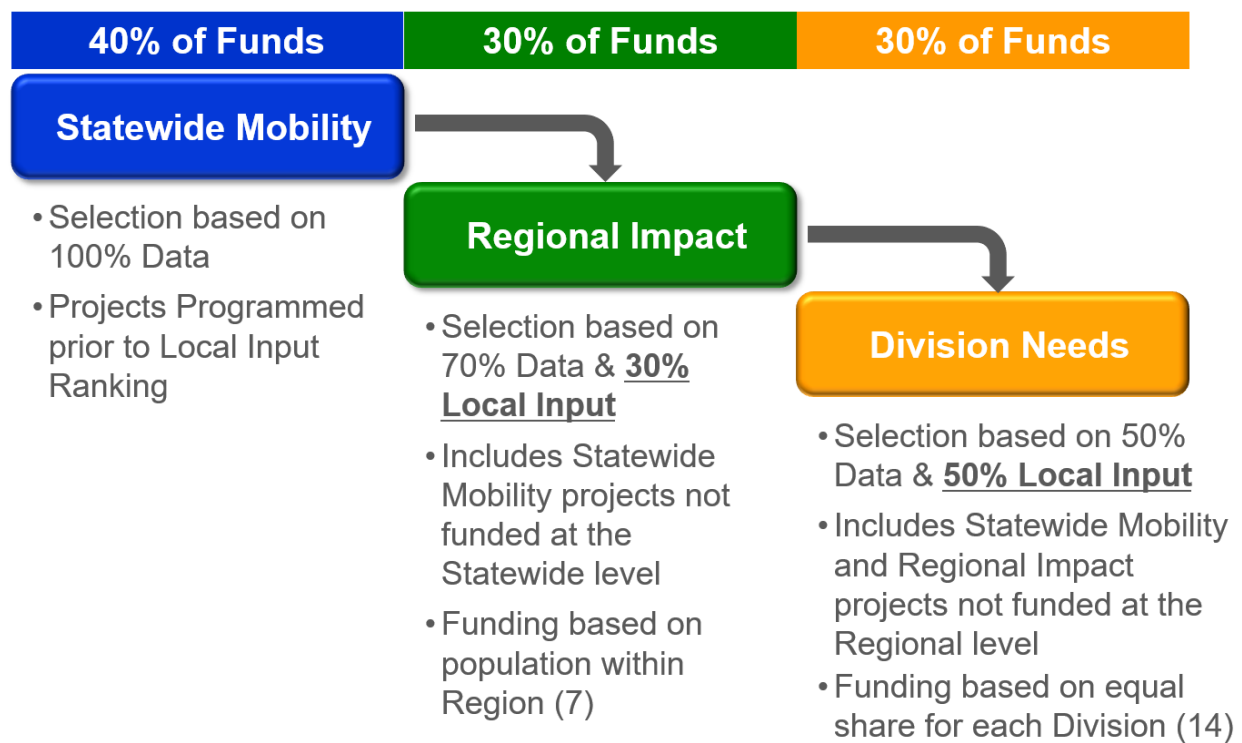 40% of Funds
30% of Funds
30% of Funds
Statewide Mobility
• Selection based on
100% Data
• Projects Programmed
prior to Local Input
Ranking
Regional Impact
• Selection based on
70% Data & 30%
Local Input
• Includes Statewide
Mobility projects not
funded at the
Statewide level
• Funding based on
population within
Region (7)
Division Needs
• Selection based on 50%
Data & 50% Local Input
• Includes Statewide Mobility
and Regional Impact
projects not funded at the
Regional level
• Funding based on equal
share for each Division (14)